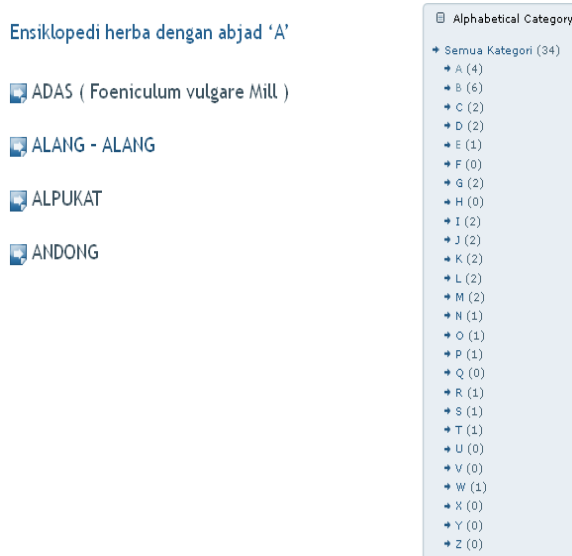 Ensiklopedi herba dengan abjad ‘A’
ADAS ( Foeniculum vulgare Mill )
ALANG - ALANG
ALPUKAT
ANDONG
Alphabetical Category
Semua Kategori (34)
A (4)
B (6)
C (2)
D (2)
E (1)
F (0)
G (2)
H (0)
I (2)
J (2)
K (2)
L (2)
M (2)
N (1)
O (1)
P (1)
Q (0)
R (1)
S (1)
T (1)
U (0)
V (0)
W (1)
X (0)
Y (0)
Z (0)